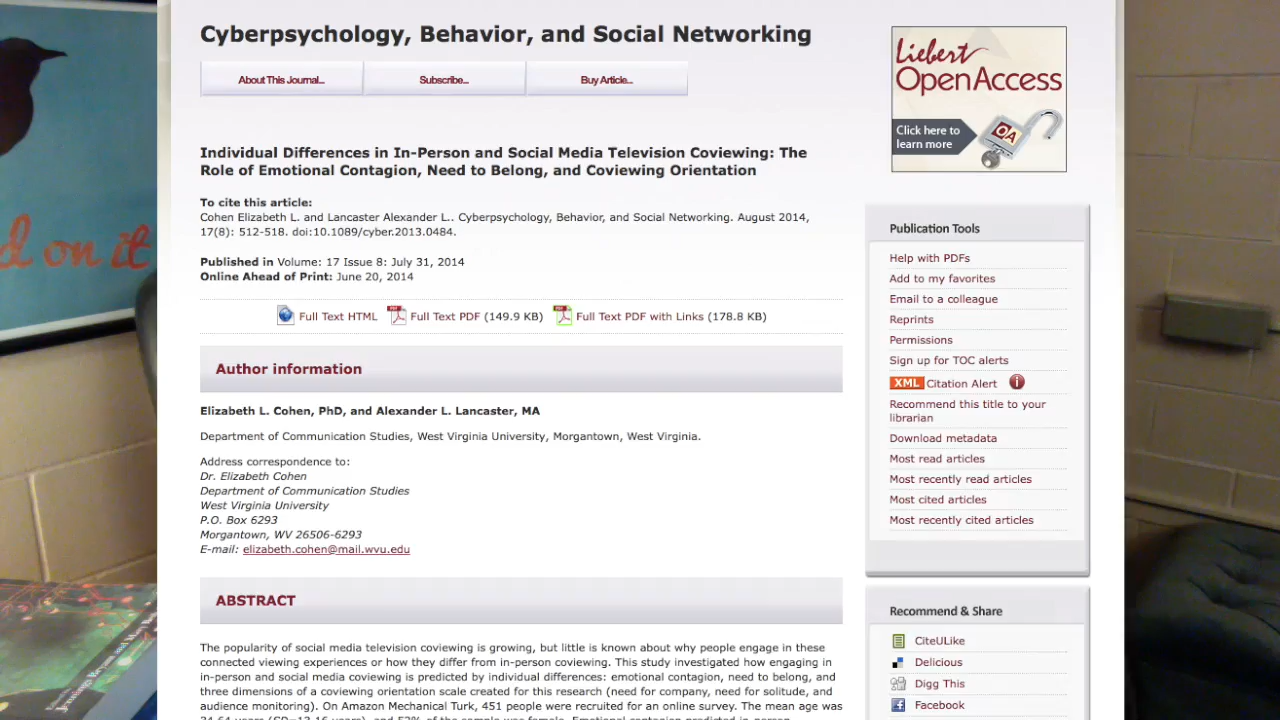 Cyberpsychology, Behavior, and Social Networking
About This Journal...
Subscribe...
Buy Article...
Liebert
Open Access
Click here to
learn more
OA
Individual Differences in In-Person and Social Media Television Coviewing: The
Role of Emotional Contagion, Need to Belong, and Coviewing Orientation
To cite this article:
Cohen Elizabeth L. and Lancaster Alexander L.. Cyberpsychology, Behavior, and Social Networking. August 2014,
17(8): 512-518. doi:10.1089/cyber.2013.0484.
Published in Volume: 17 Issue 8: July 31, 2014
Online Ahead of Print: June 20, 2014
Full Text HTML
Full Text PDF (149.9 KB)
Full Text PDF with Links (178.8 KB)
Author information
Elizabeth L. Cohen, PhD, and Alexander L. Lancaster, MA
Department of Communication Studies, West Virginia University, Morgantown, West Virginia.
Address correspondence to:
Dr. Elizabeth Cohen
Department of Communication Studies
West Virginia University
P.O. Box 6293
Morgantown, WV 26506-6293
E-mail: elizabeth.cohen@mail.wvu.edu
ABSTRACT
The popularity of social media television coviewing is growing, but little is known about why people engage in these
connected viewing experiences or how they differ from in-person coviewing. This study investigated how engaging in
in-person and social media coviewing is predicted by individual differences: emotional contagion, need to belong, and
three dimensions of a coviewing orientation scale created for this research (need for company, need for solitude, and
audience monitoring). On Amazon Mechanical Turk, 451 people were recruited for an online survey. The mean age was
Publication Tools
Help with PDFs
Add to my favorites
Email to a colleague
Reprints
Permissions
Sign up for TOC alerts
XML Citation Alert i
Recommend this title to your
librarian
Download metadata
Most read articles
Most recently read articles
Most cited articles
Most recently cited articles
Recommend & Share
CiteULike
Delicious
Digg This
Facebook
d on it